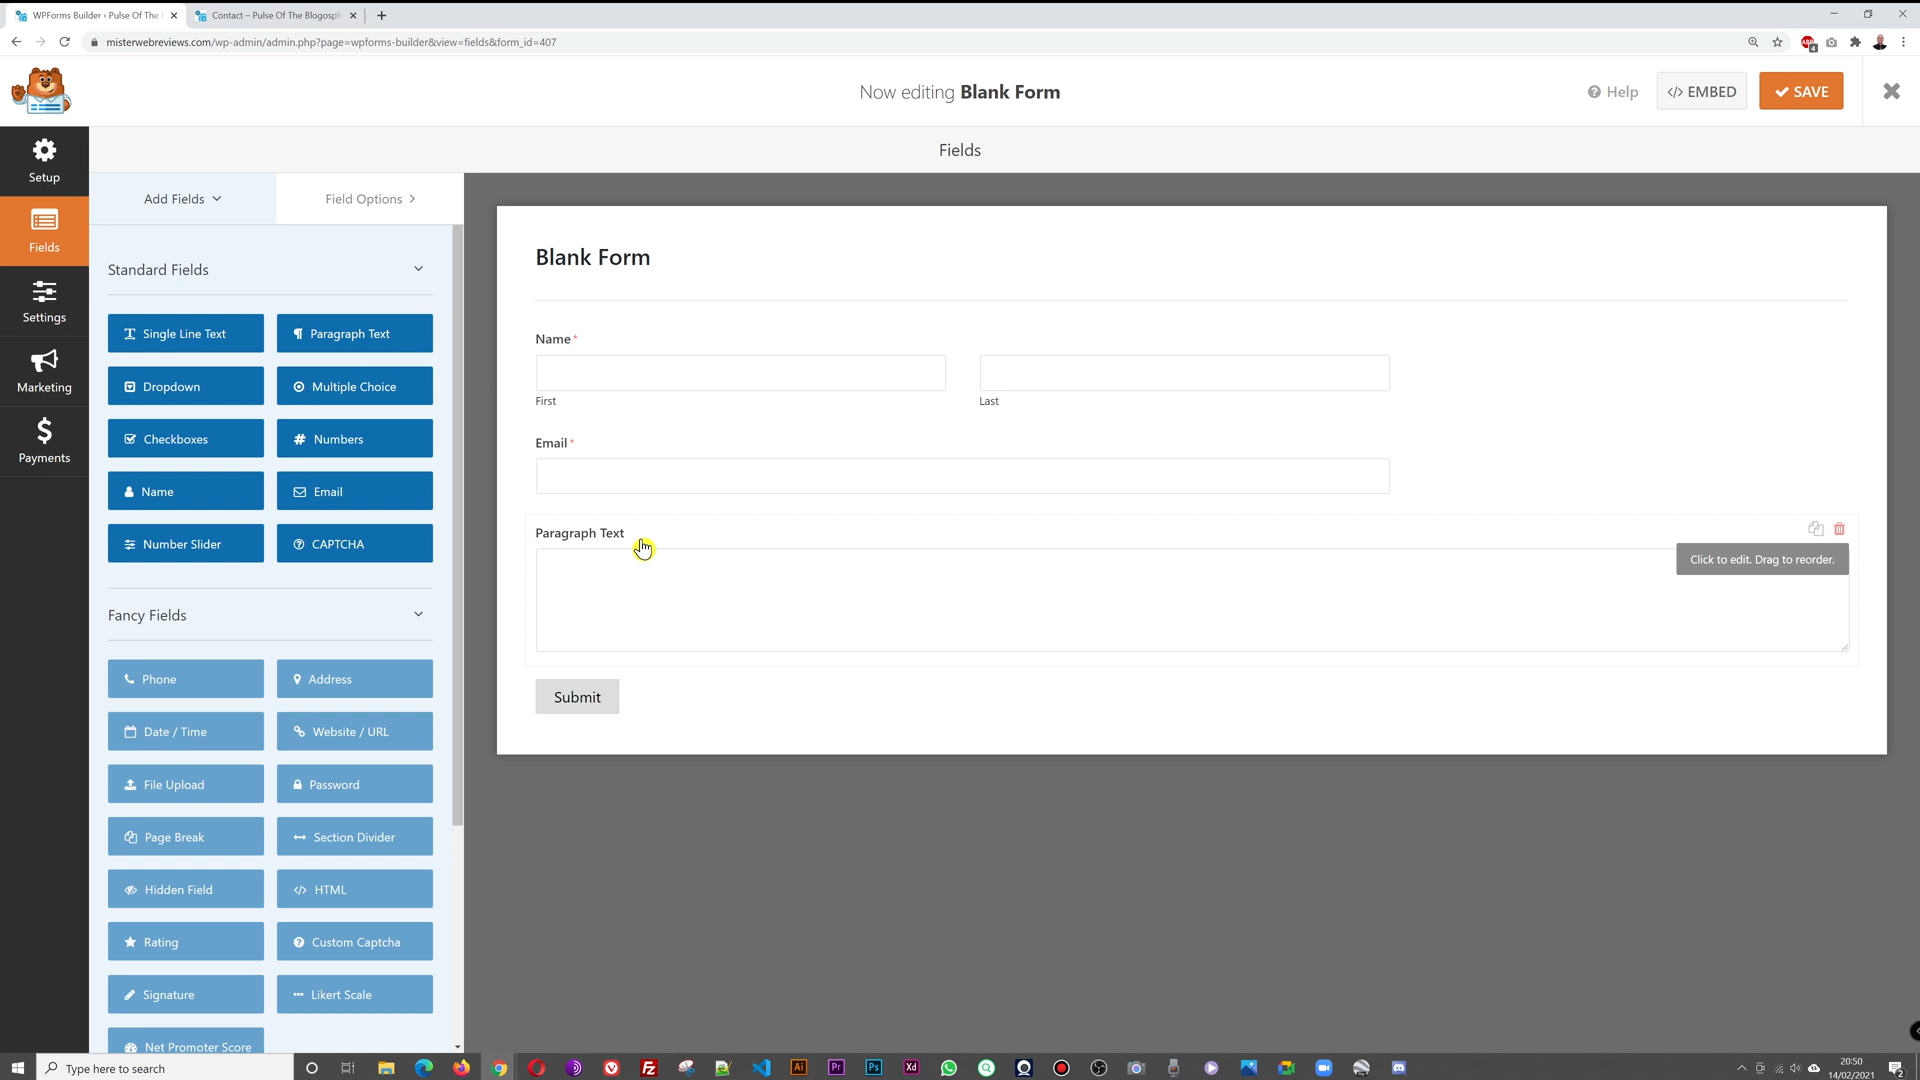 WPForms Builder ‹ Pulse Of The
Contact – Pulse Of The Blogosph
misterwebreviews.com/wp-admin/admin.php?page=wpforms-builder&view=fields&form_id=407
Now editing Blank Form
Help
</> EMBED
SAVE
Setup
Fields
Settings
Marketing
Payments
Fields
Add Fields
Field Options
Standard Fields
Single Line Text
Paragraph Text
Dropdown
Multiple Choice
Checkboxes
Numbers
Name
Email
Number Slider
CAPTCHA
Fancy Fields
Phone
Address
Date / Time
Website / URL
File Upload
Password
Page Break
Section Divider
Hidden Field
</> HTML
Rating
Custom Captcha
Signature
Likert Scale
Net Promoter Score
Blank Form
Name *
First
Last
Email *
Paragraph Text
Click to edit. Drag to reorder.
Submit
Type here to search
Ai
Pr
Ps
Xd
20:50
14/02/2021
2